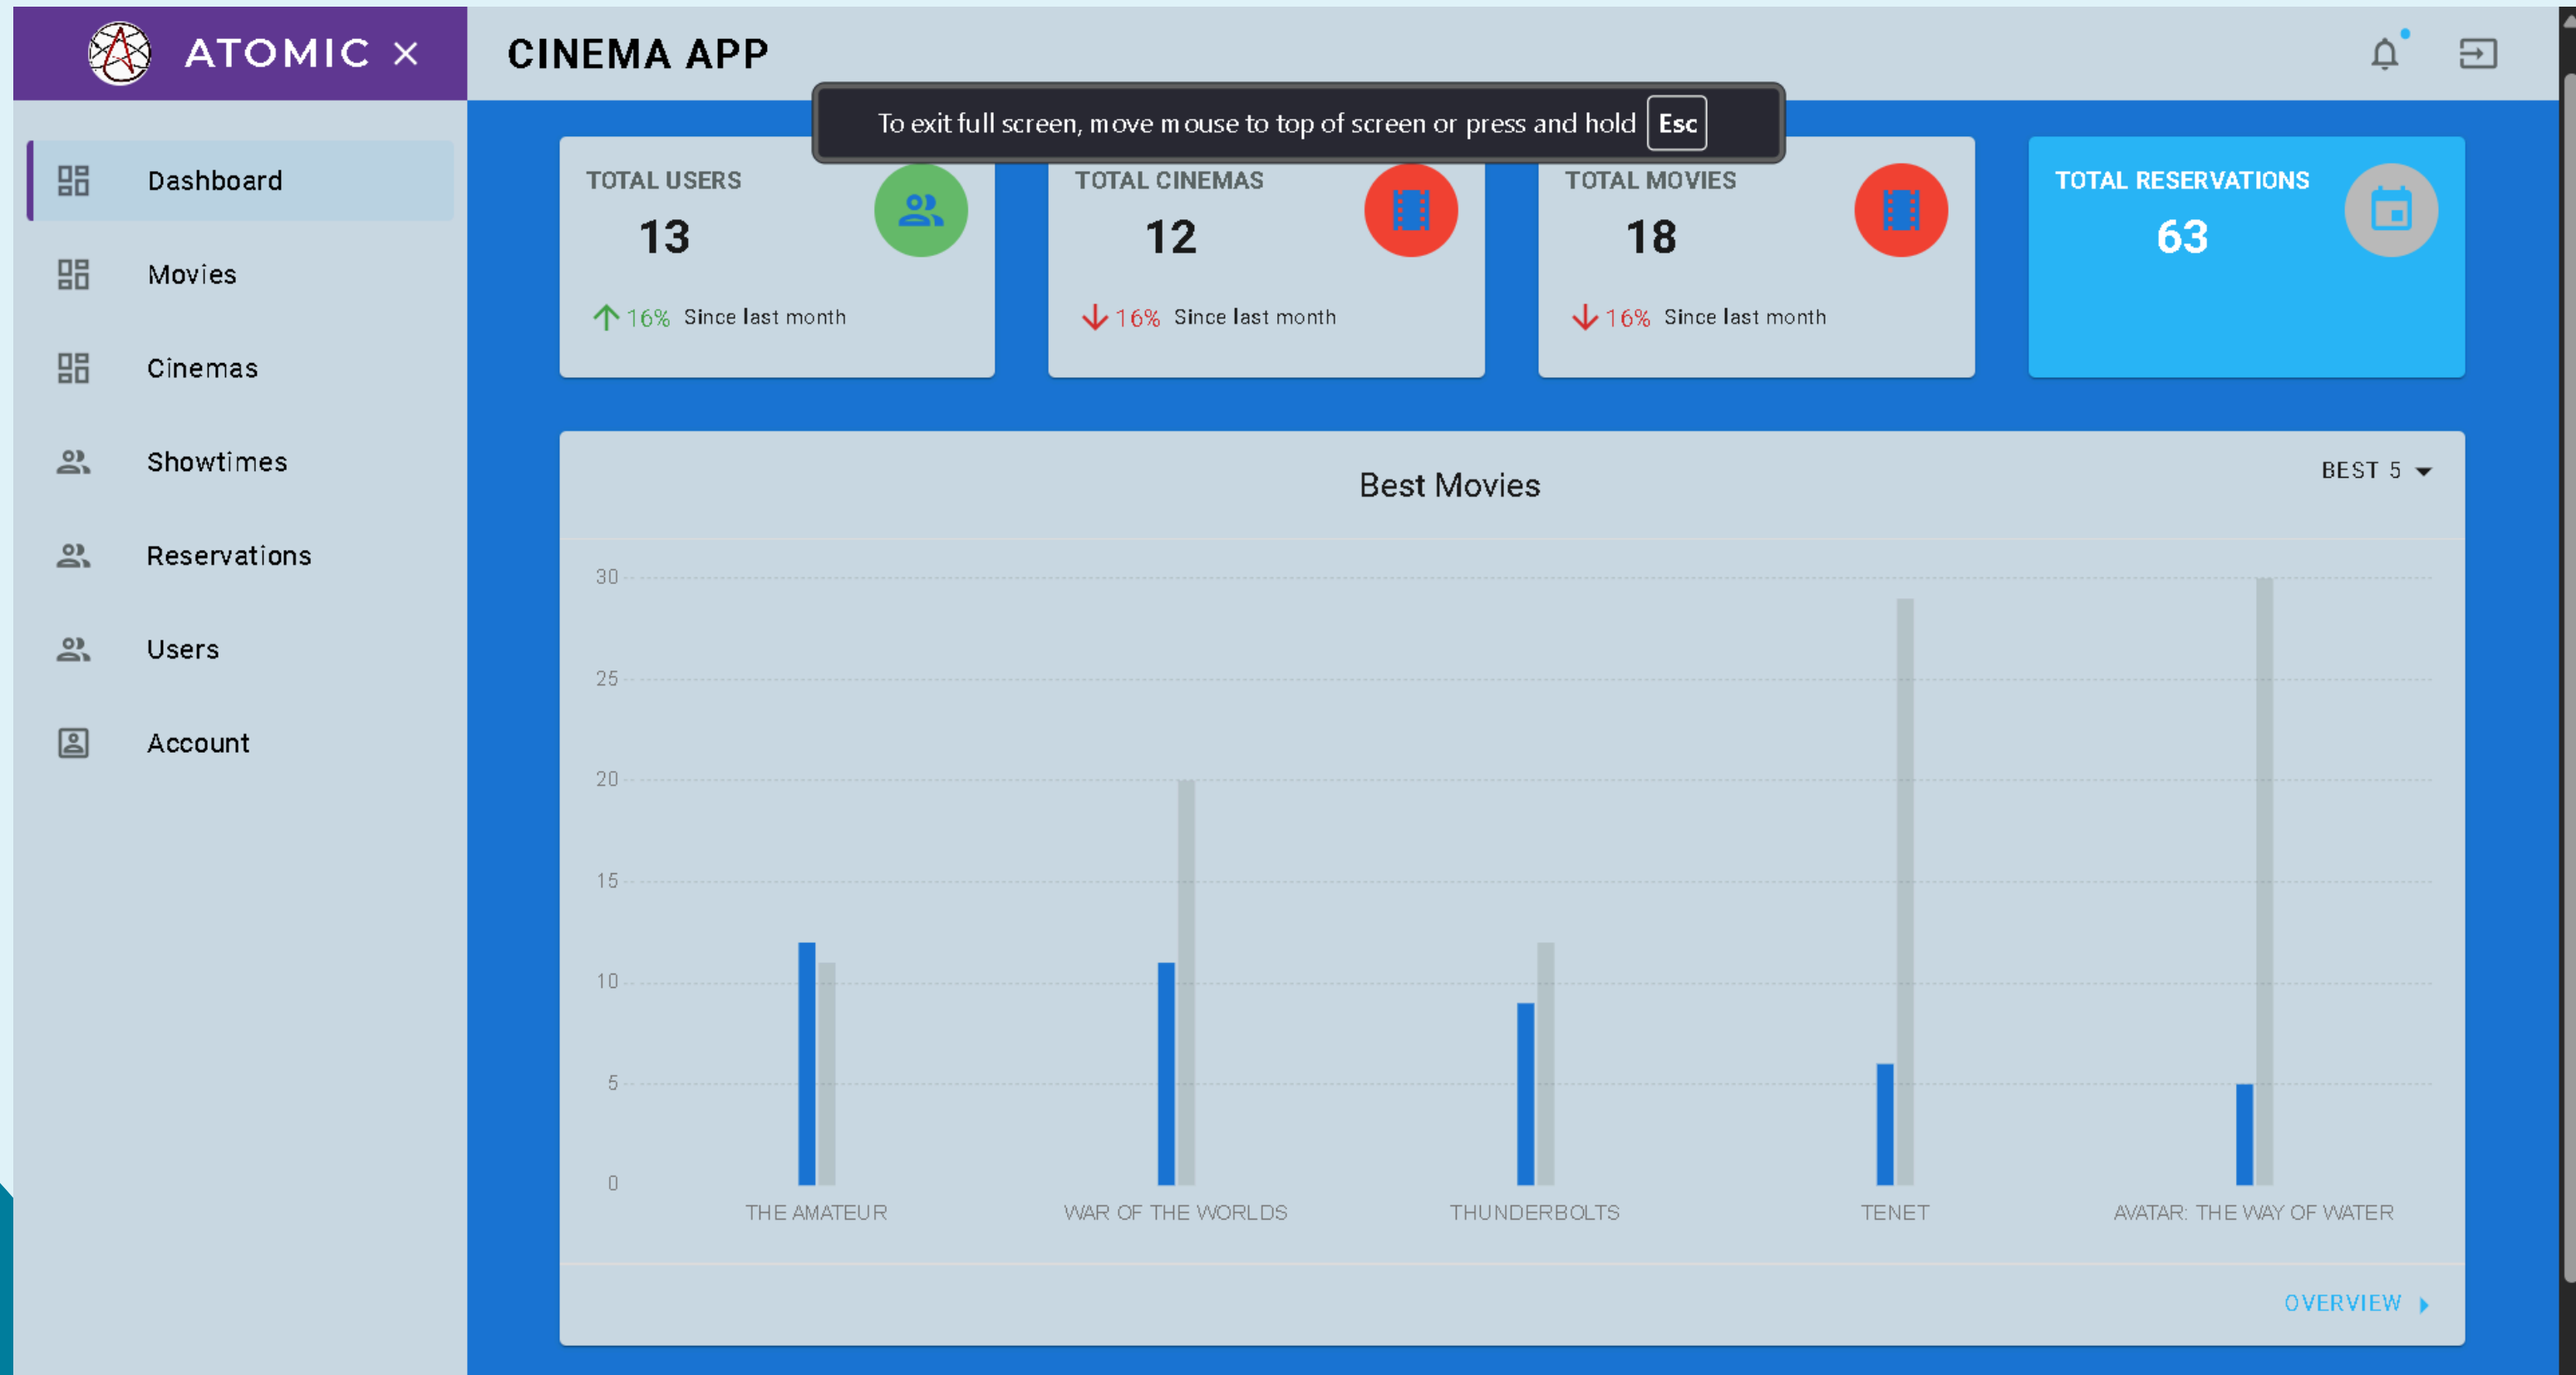 ATOMIC ×
CINEMA APP
To exit full screen, move mouse to top of screen or press and hold Esc
Dashboard
Movies
Cinemas
Showtimes
Reservations
Users
Account
TOTAL USERS
13
16% Since last month
TOTAL CINEMAS
12
16% Since last month
TOTAL MOVIES
18
16% Since last month
TOTAL RESERVATIONS
63
Best Movies
BEST 5
30
25
20
15
10
5
0
THE AMATEUR
WAR OF THE WORLDS
THUNDERBOLTS
TENET
AVATAR: THE WAY OF WATER
OVERVIEW